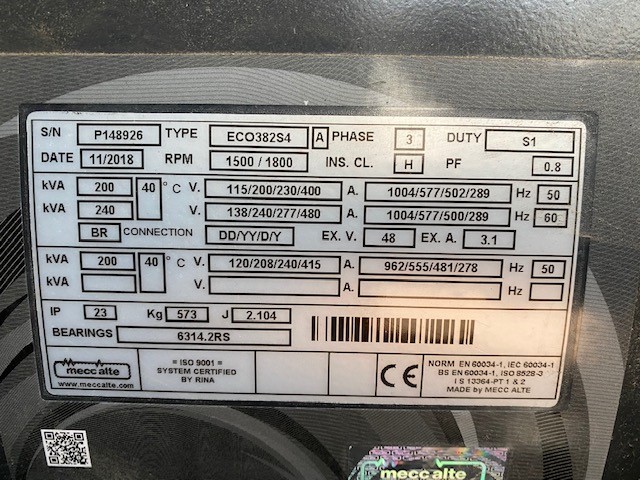 S/N P148926 TYPE ECO382S4 A PHASE 3 DUTY S1
DATE 11/2018 RPM 1500 / 1800 INS. CL. H PF 0.8
kVA 200 40 ° C V. 115/200/230/400 A. 1004/577/502/289 Hz 50
kVA 240 V. 138/240/277/480 A. 1004/577/500/289 Hz 60
BR CONNECTION DD/YY/D/Y EX. V. 48 EX. A. 3.1
kVA 200 40 ° C V. 120/208/240/415 A. 962/555/481/278 Hz 50
kVA V. A. Hz
IP 23 Kg 573 J 2.104
BEARINGS 6314.2RS
mecc alte
www.meccalte.com
= ISO 9001 =
SYSTEM CERTIFIED
BY RINA
CE
NORM EN 60034-1, IEC 60034-1
BS EN 60034-1, ISO 8528-3
I S 13364-PT 1 & 2
MADE by MECC ALTE
mecc alte